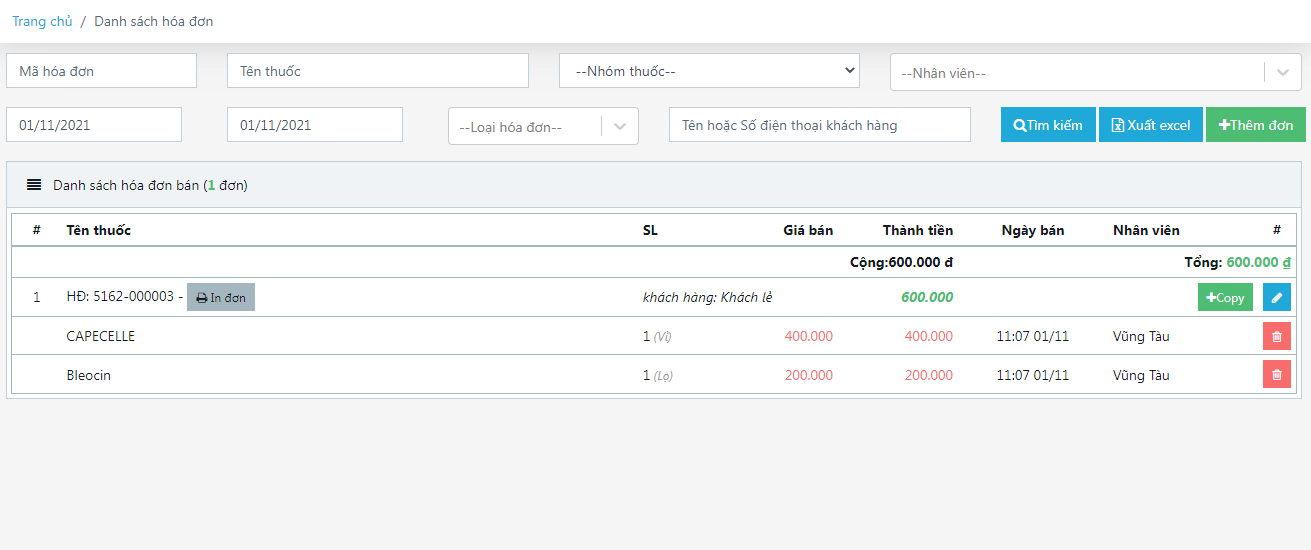 Trang chủ / Danh sách hóa đơn
Mã hóa đơn Tên thuốc --Nhóm thuốc-- --Nhân viên--
01/11/2021 01/11/2021 --Loại hóa đơn-- Tên hoặc Số điện thoại khách hàng Tìm kiếm Xuất excel Thêm đơn
Danh sách hóa đơn bán (1 đơn)
# Tên thuốc SL Giá bán Thành tiền Ngày bán Nhân viên #
Cộng:600.000 đ Tổng: 600.000 đ
1 HĐ: 5162-000003 - In đơn khách hàng: Khách lẻ 600.000 Copy
CAPECELLE 1 (Vỉ) 400.000 400.000 11:07 01/11 Vũng Tàu
Bleocin 1 (Lọ) 200.000 200.000 11:07 01/11 Vũng Tàu